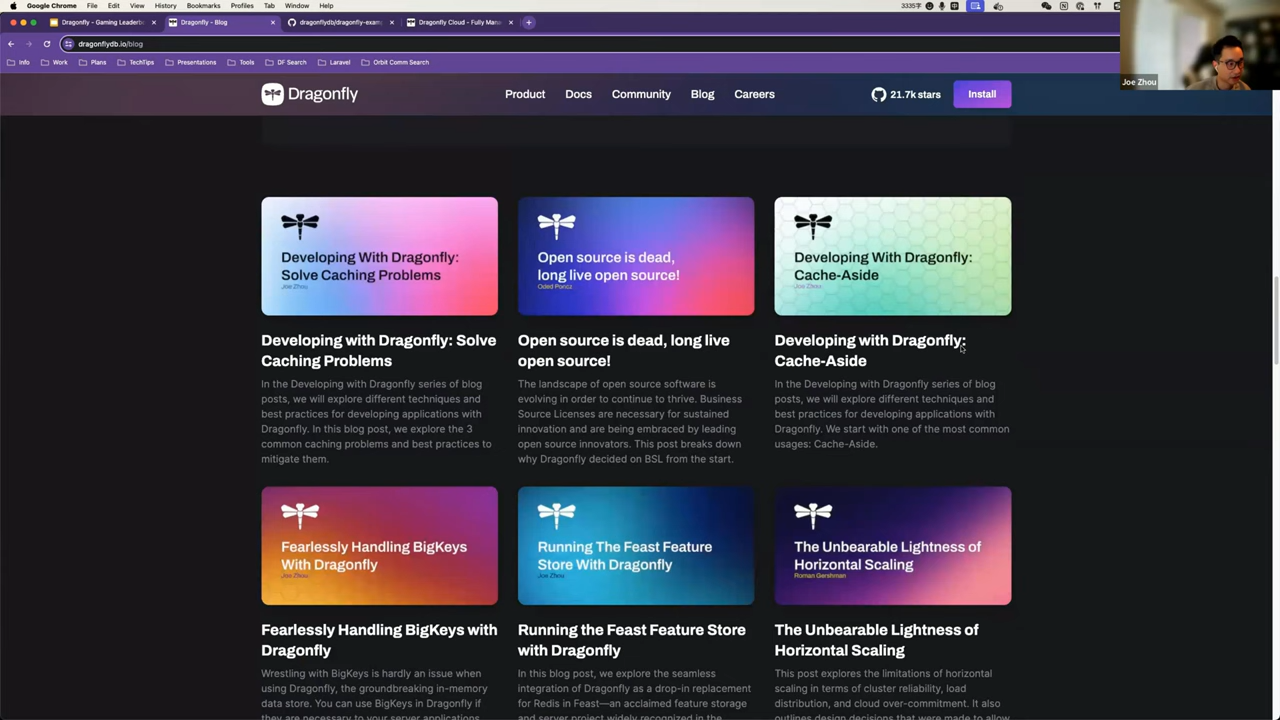 Google Chrome File Edit View History Bookmarks Profiles Tab Window Help
3335字
Dragonfly - Gaming Leaderb
Dragonfly - Blog
dragonflydb/dragonfly-exam
Dragonfly Cloud - Fully Mana
dragonflydb.io/blog
Info Work Plans TechTips Presentations Tools DF Search Laravel Orbit Comm Search
Joe Zhou
Dragonfly
Product Docs Community Blog Careers
21.7k stars
Install
Developing With Dragonfly:
Solve Caching Problems
Joe Zhou
Open source is dead,
long live open source!
Oded Poncz
Developing With Dragonfly:
Cache-Aside
Joe Zhou
Developing with Dragonfly: Solve
Caching Problems
In the Developing with Dragonfly series of blog
posts, we will explore different techniques and
best practices for developing applications with
Dragonfly. In this blog post, we explore the 3
common caching problems and best practices to
mitigate them.
Open source is dead, long live
open source!
The landscape of open source software is
evolving in order to continue to thrive. Business
Source Licenses are necessary for sustained
innovation and are being embraced by leading
open source innovators. This post breaks down
why Dragonfly decided on BSL from the start.
Developing with Dragonfly:
Cache-Aside
In the Developing with Dragonfly series of blog
posts, we will explore different techniques and
best practices for developing applications with
Dragonfly. We start with one of the most common
usages: Cache-Aside.
Fearlessly Handling BigKeys
With Dragonfly
Joe Zhou
Running The Feast Feature
Store With Dragonfly
Joe Zhou
The Unbearable Lightness of
Horizontal Scaling
Roman Gershman
Fearlessly Handling BigKeys with
Dragonfly
Wrestling with BigKeys is hardly an issue when
using Dragonfly, the groundbreaking in-memory
data store. You can use BigKeys in Dragonfly if
they are necessary to your server applications
Running the Feast Feature Store
with Dragonfly
In this blog post, we explore the seamless
integration of Dragonfly as a drop-in replacement
for Redis in Feast—an acclaimed feature storage
and server project widely recognized in the
The Unbearable Lightness of
Horizontal Scaling
This post explores the limitations of horizontal
scaling in terms of cluster reliability, load
distribution, and cloud over-commitment. It also
outlines design decisions that were made to allow